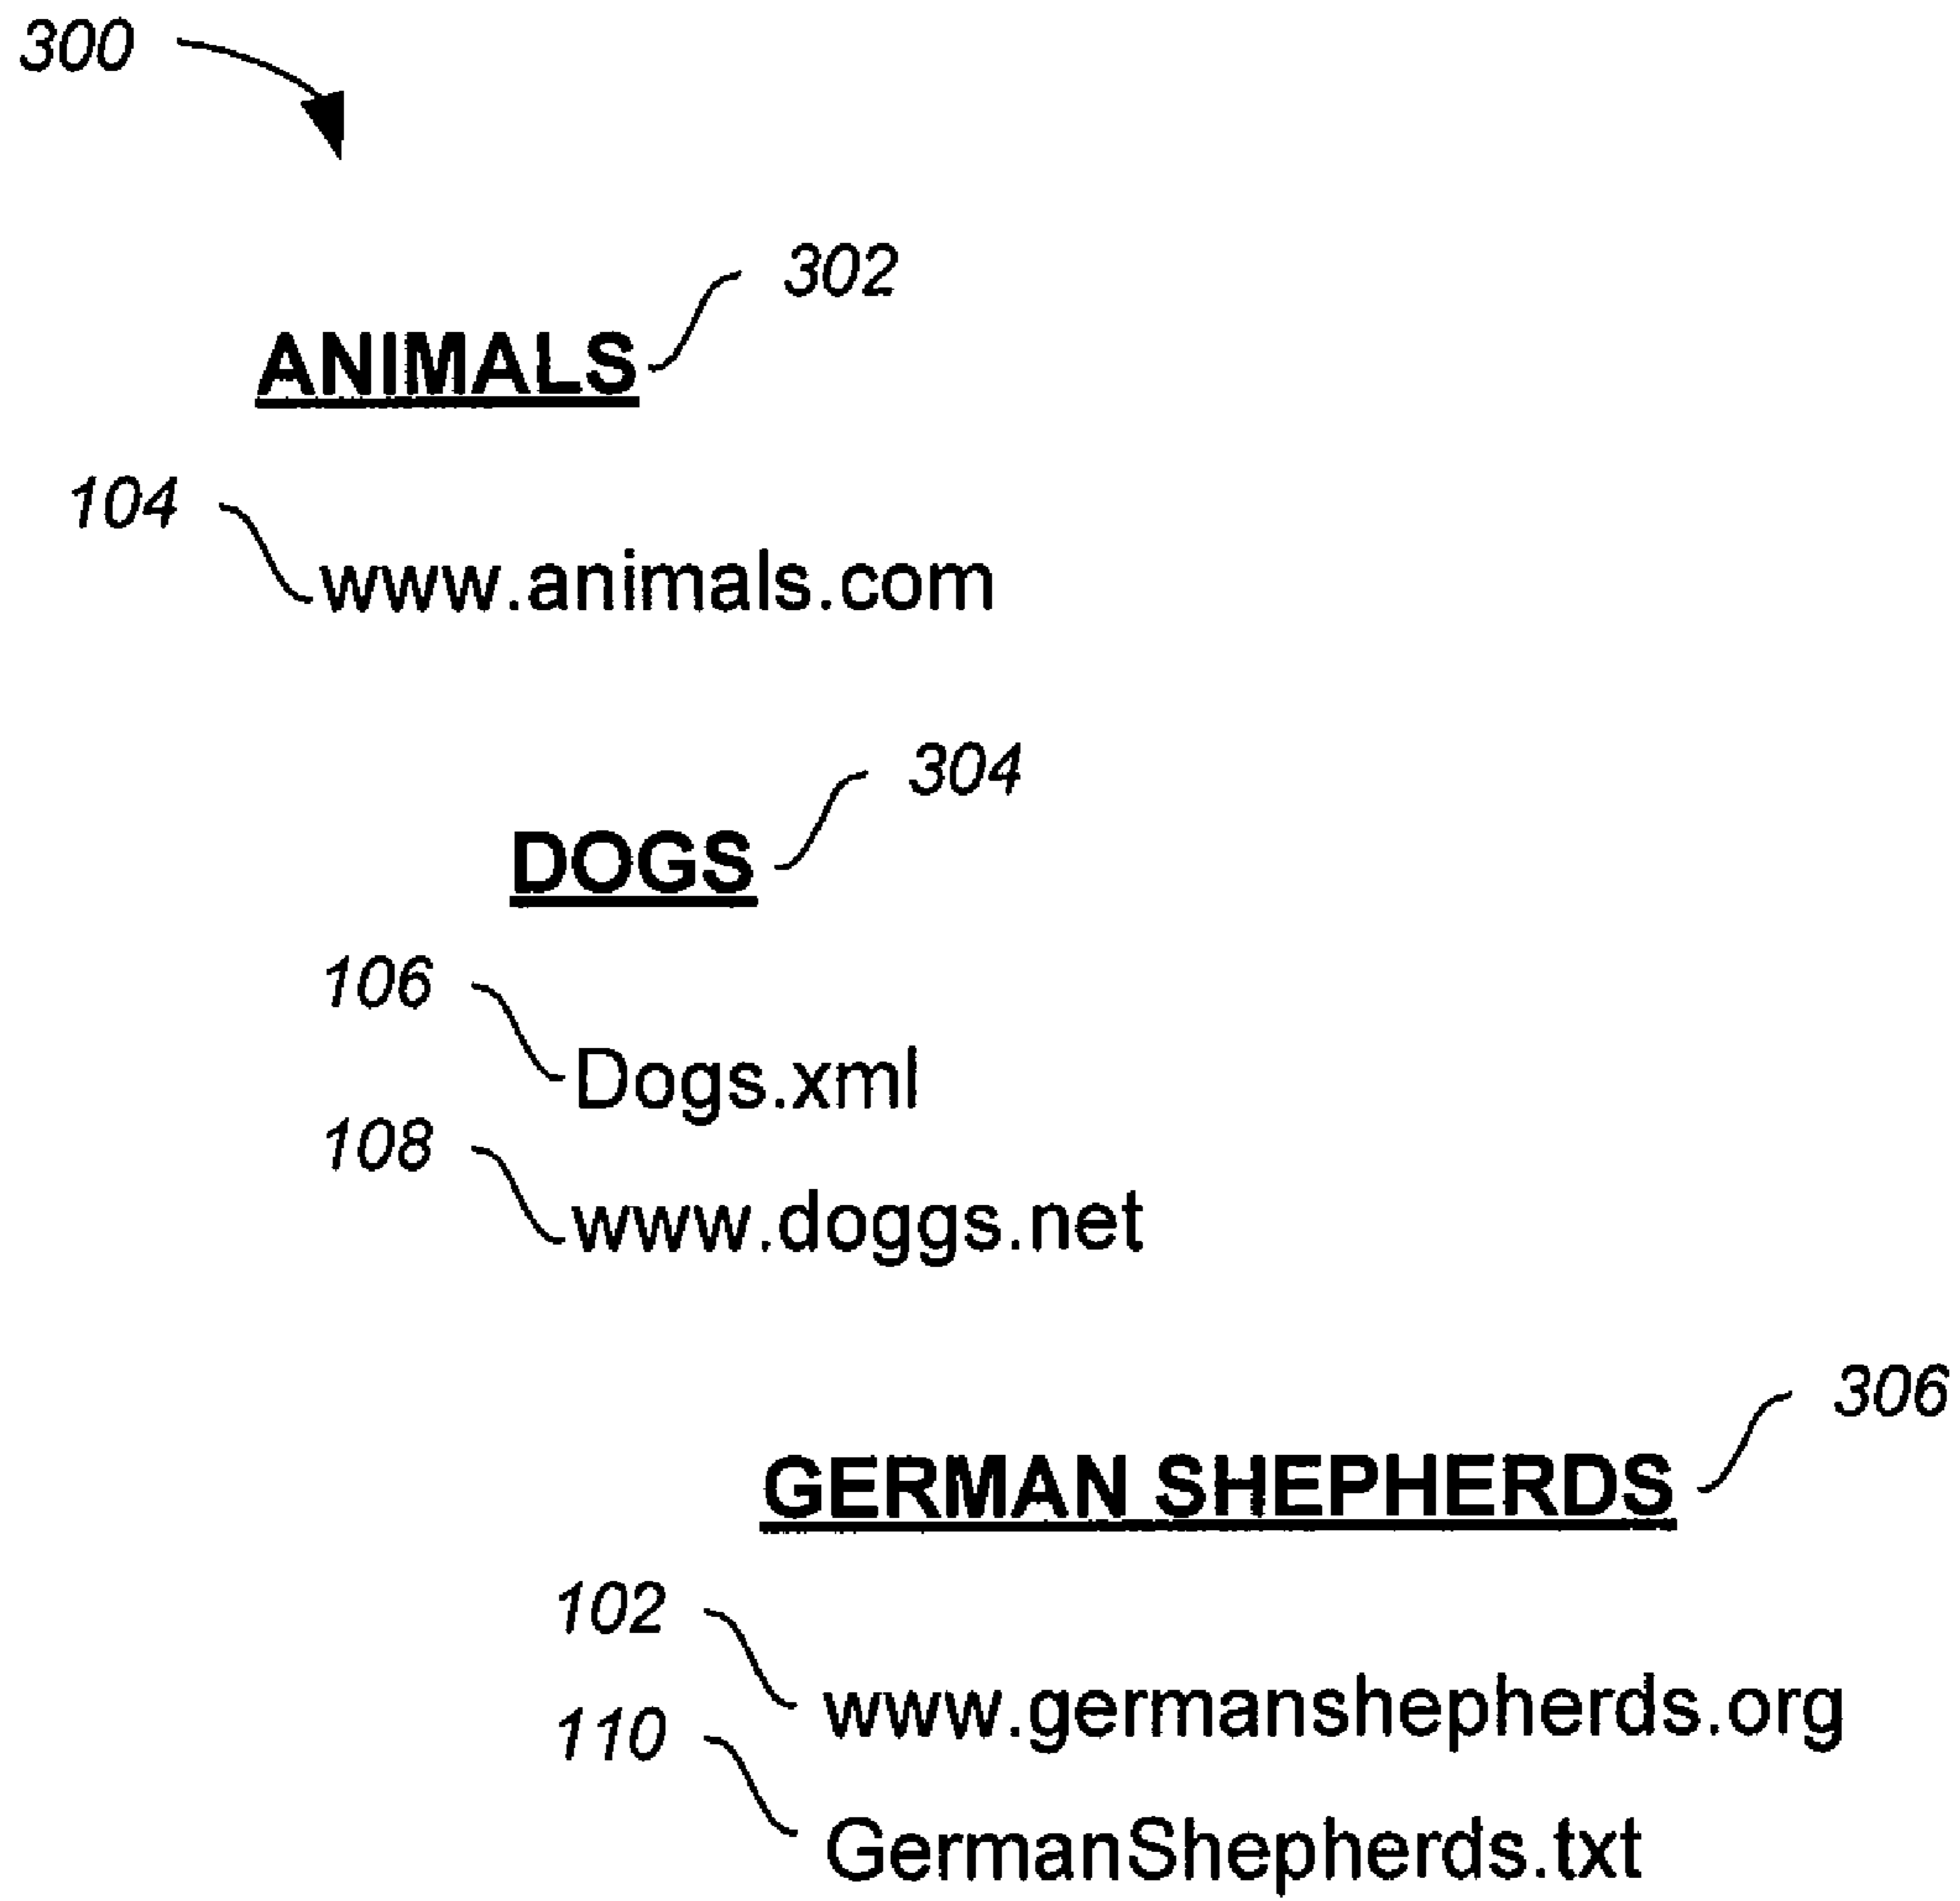 300
302
ANIMALS
104
www.animals.com
304
DOGS
106
Dogs.xml
108
www.doggs.net
306
GERMAN SHEPHERDS
102
www.germanshepherds.org
110
GermanShepherds.txt